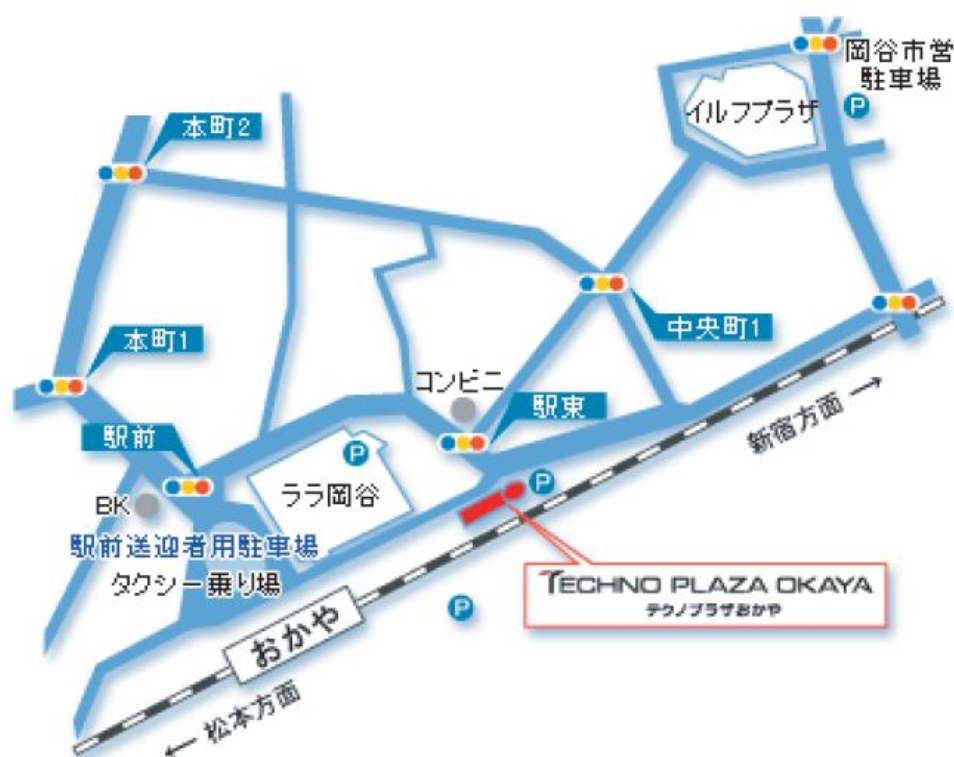 岡谷市営
駐車場
P
イルフプラザ
本町2
中央町1
本町1
コンビニ
駅東
駅前
P
ララ岡谷
新宿方面→
P
BK
駅前送迎者用駐車場
タクシー乗り場
TECHNO PLAZA OKAYA
テクノプラザおかや
P
おかや
←松本方面